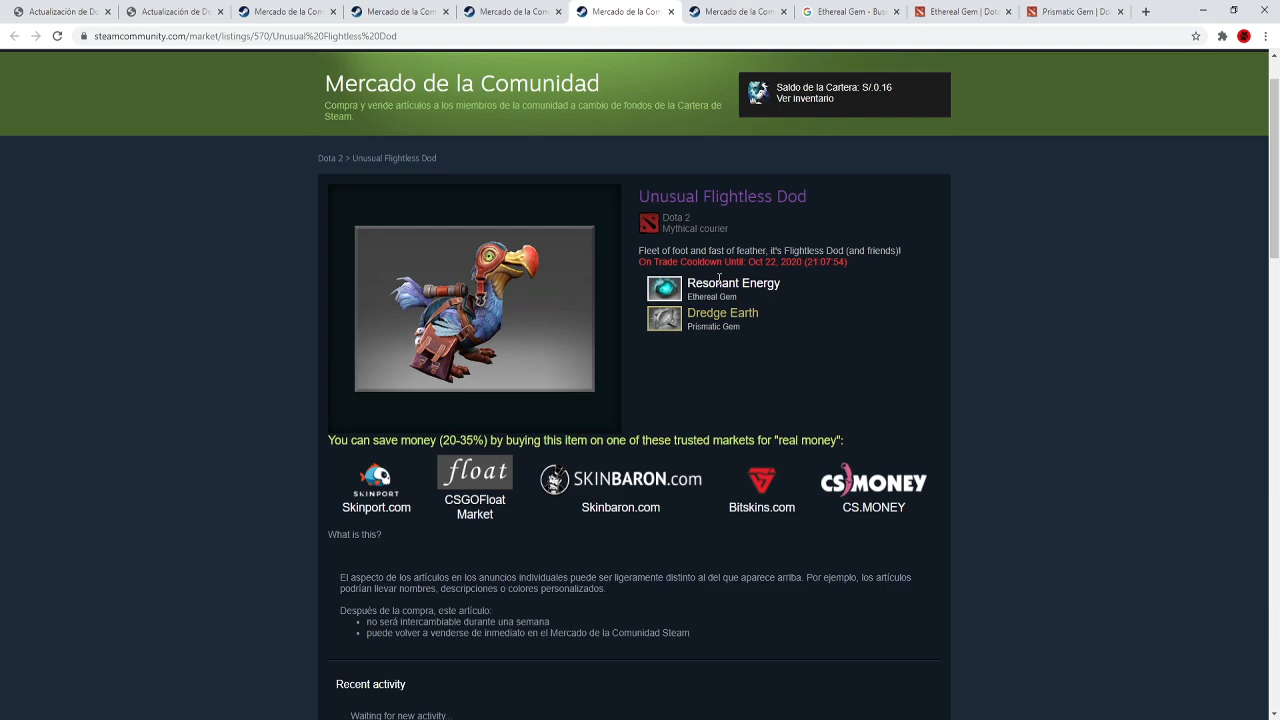 Actualización de Do
Actualización de Do
Mercado de la Com
Mercado de la Com
Mercado de la Com
Mercado de la Com
Mercado de la Com
Ethereal Gem - Bus
Ethereal Gem | Dot
Prismatic Gem | Do
steamcommunity.com/market/listings/570/Unusual%20Flightless%20Dod
Mercado de la Comunidad
Compra y vende artículos a los miembros de la comunidad a cambio de fondos de la Cartera de
Steam.
Saldo de la Cartera: S/.0.16
Ver inventario
Dota 2 > Unusual Flightless Dod
Unusual Flightless Dod
Dota 2
Mythical courier
Fleet of foot and fast of feather, it's Flightless Dod (and friends)!
On Trade Cooldown Until: Oct 22, 2020 (21:07:54)
Resonant Energy
Ethereal Gem
Dredge Earth
Prismatic Gem
You can save money (20-35%) by buying this item on one of these trusted markets for "real money":
SKINPORT
float
SKINBARON.com
CS.MONEY
Skinport.com
CSGOFloat
Market
Skinbaron.com
Bitskins.com
CS.MONEY
What is this?
El aspecto de los artículos en los anuncios individuales puede ser ligeramente distinto al del que aparece arriba. Por ejemplo, los artículos
podrían llevar nombres, descripciones o colores personalizados.
Después de la compra, este artículo:
• no será intercambiable durante una semana
• puede volver a venderse de inmediato en el Mercado de la Comunidad Steam
Recent activity
Waiting for new activity...